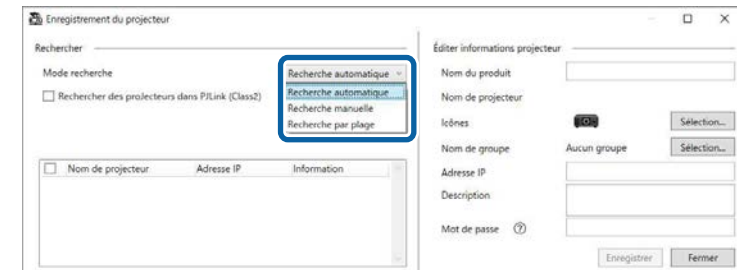 Enregistrement du projecteur
Rechercher
Mode recherche
Recherche automatique
Recherche automatique
Recherche manuelle
Recherche par plage
Rechercher des projecteurs dans PJLink (Class2)
Nom de projecteur Adresse IP Information
Éditer informations projecteur
Nom du produit
Nom de projecteur
Icônes Sélection...
Nom de groupe Aucun groupe Sélection...
Adresse IP
Description
Mot de passe ?
Enregistrer Fermer